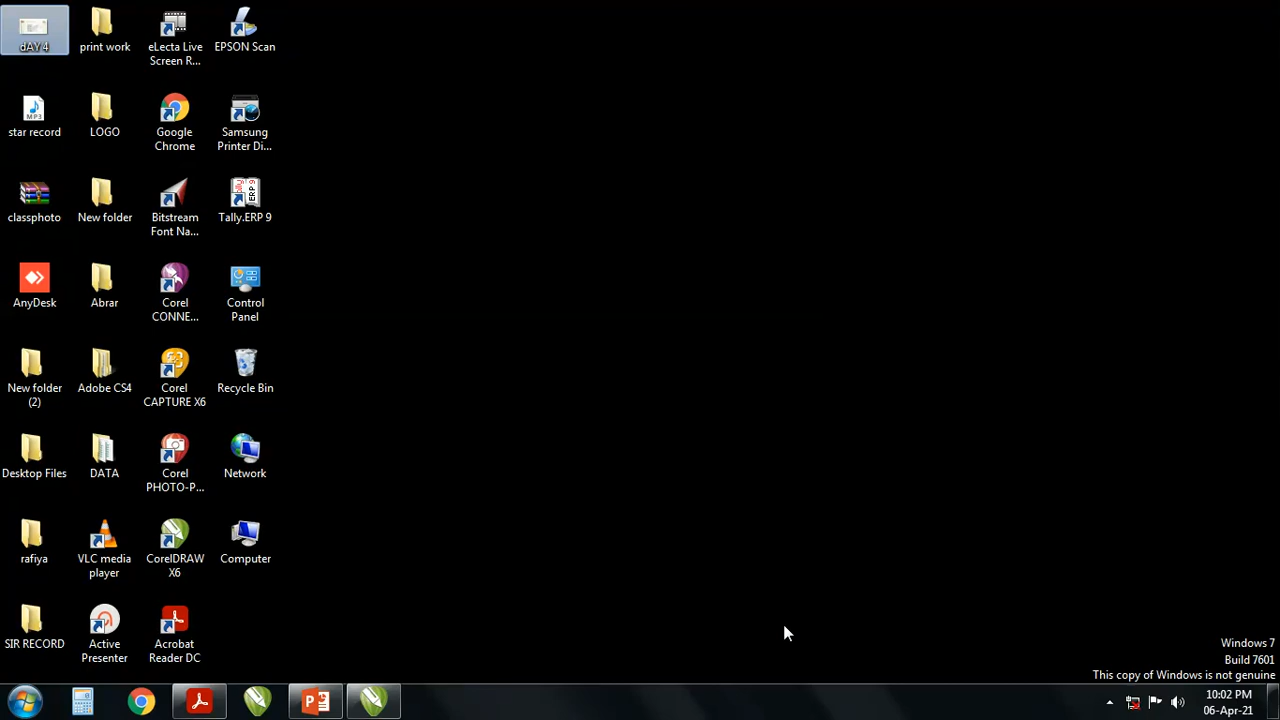 dAY 4
print work
eLecta Live
Screen R...
EPSON Scan
MP3
star record
LOGO
Google
Chrome
Samsung
Printer Di...
classphoto
New folder
Bitstream
Font Na...
ERP 9
Tally.ERP 9
AnyDesk
Abrar
Corel
CONNE...
Control
Panel
New folder
(2)
Adobe CS4
Corel
CAPTURE X6
Recycle Bin
Desktop Files
DATA
Corel
PHOTO-P...
Network
rafiya
VLC media
player
CorelDRAW
X6
Computer
SIR RECORD
Active
Presenter
Acrobat
Reader DC
Windows 7
Build 7601
This copy of Windows is not genuine
10:02 PM
06-Apr-21